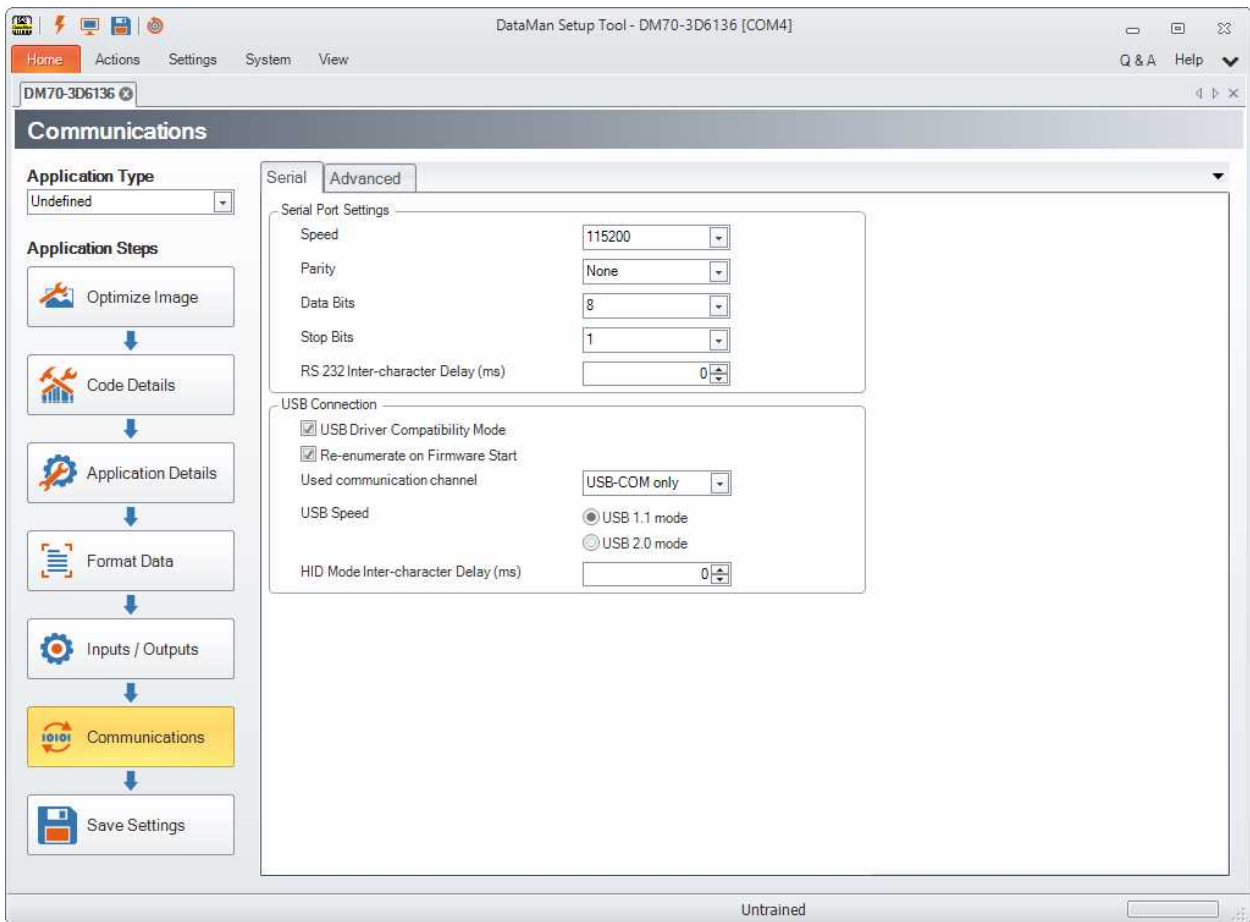 DataMan Setup Tool - DM70-3D6136 [COM4]
Home Actions Settings System View Q & A Help
DM70-3D6136
Communications
Application Type
Undefined
Application Steps
Optimize Image
Code Details
Application Details
Format Data
Inputs / Outputs
Communications
Save Settings
Serial Advanced
Serial Port Settings
Speed 115200
Parity None
Data Bits 8
Stop Bits 1
RS 232 Inter-character Delay (ms) 0
USB Connection
USB Driver Compatibility Mode
Re-enumerate on Firmware Start
Used communication channel USB-COM only
USB Speed USB 1.1 mode
USB 2.0 mode
HID Mode Inter-character Delay (ms) 0
Untrained